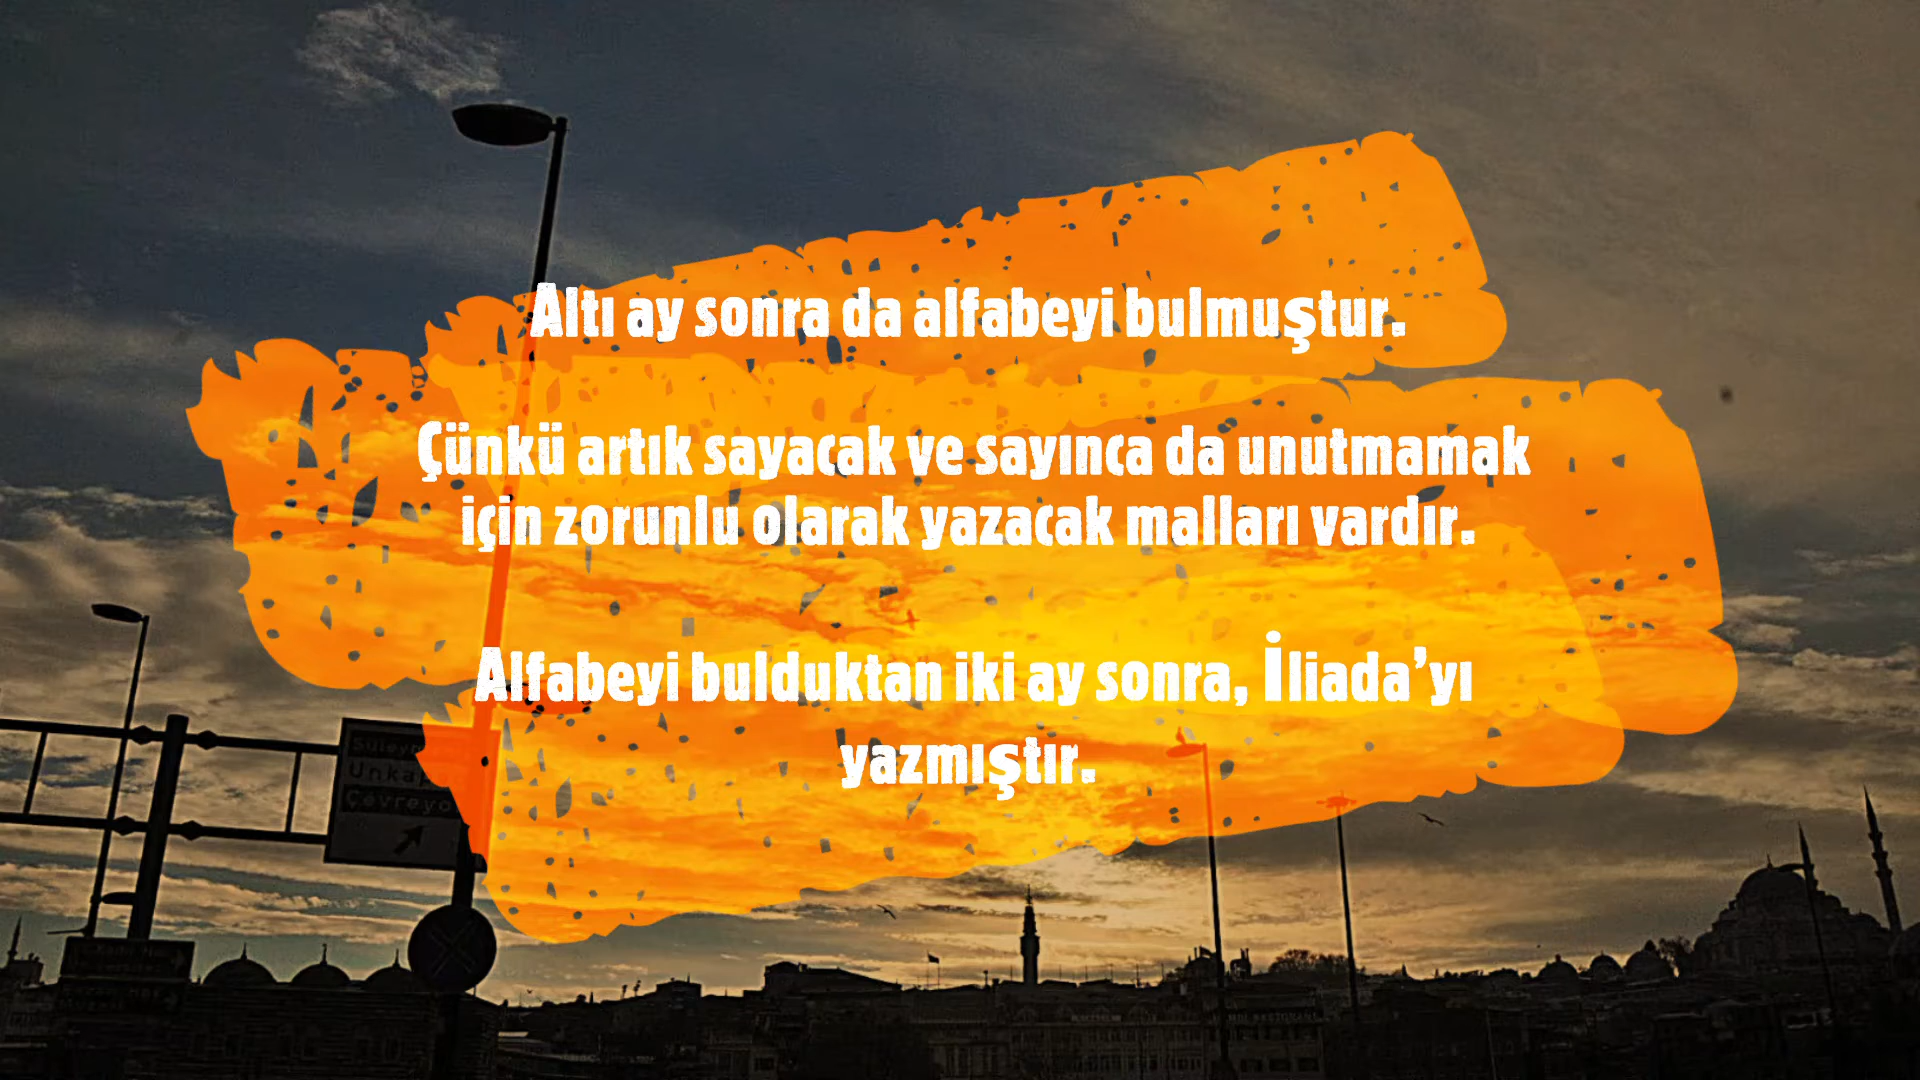 Altı ay sonra da alfabeyi bulmuştur.
Çünkü artık sayacak ve sayınca da unutmamak
için zorunlu olarak yazacak malları vardır.
Alfabeyi bulduktan iki ay sonra, İliada’yı
yazmıştır.